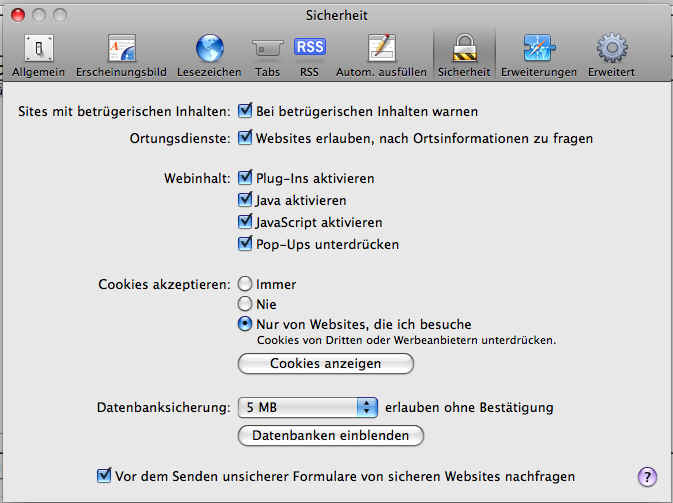 Sicherheit
Allgemein Erscheinungsbild Lesezeichen Tabs RSS RSS Autom. ausfüllen Sicherheit Erweiterungen Erweitert
Sites mit betrügerischen Inhalten: Bei betrügerischen Inhalten warnen
Ortungsdienste: Websites erlauben, nach Ortsinformationen zu fragen
Webinhalt: Plug-Ins aktivieren
Java aktivieren
JavaScript aktivieren
Pop-Ups unterdrücken
Cookies akzeptieren: Immer
Nie
Nur von Websites, die ich besuche
Cookies von Dritten oder Werbeanbietern unterdrücken.
Cookies anzeigen
Datenbanksicherung: 5 MB erlauben ohne Bestätigung
Datenbanken einblenden
Vor dem Senden unsicherer Formulare von sicheren Websites nachfragen ?